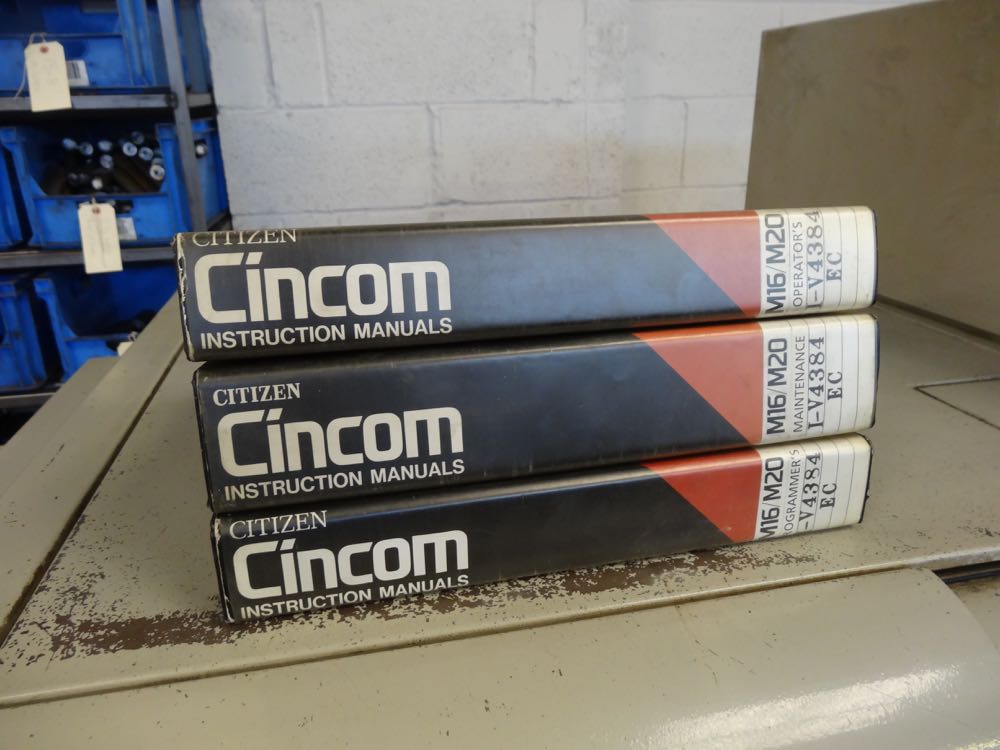 CITIZEN
Cincom
INSTRUCTION MANUALS
M16/M20
OPERATOR'S
I-V4384
EC
CITIZEN
Cincom
INSTRUCTION MANUALS
M16/M20
MAINTENANCE
I-V4384
EC
CITIZEN
Cincom
INSTRUCTION MANUALS
M16/M20
OGRAMMER'S
-V4384
EC